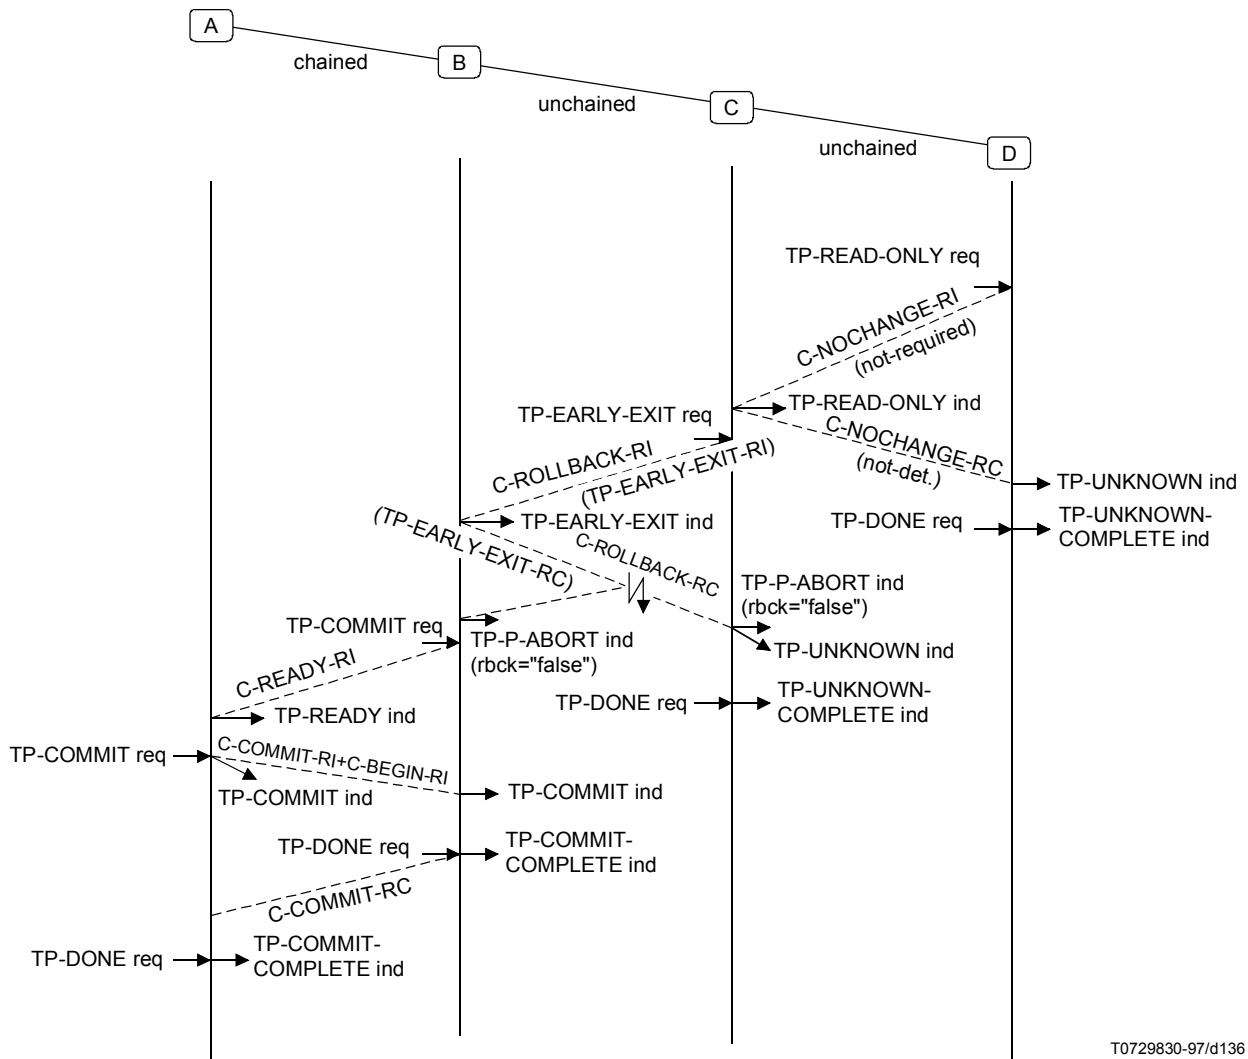 A
chained
B
unchained
C
unchained
D
TP-READ-ONLY req
C-NOCHANGE-RI
(not-required)
TP-READ-ONLY ind
TP-EARLY-EXIT req
C-NOCHANGE-RC
(not-det.)
C-ROLLBACK-RI
(TP-EARLY-EXIT-RI)
TP-UNKNOWN ind
TP-EARLY-EXIT ind
(TP-EARLY-EXIT-RC)
TP-DONE req
TP-UNKNOWN-
COMPLETE ind
C-ROLLBACK-RC
TP-P-ABORT ind
(rbck="false")
TP-COMMIT req
TP-P-ABORT ind
(rbck="false")
TP-UNKNOWN ind
C-READY-RI
TP-DONE req
TP-UNKNOWN-
COMPLETE ind
TP-READY ind
TP-COMMIT req
C-COMMIT-RI+C-BEGIN-RI
TP-COMMIT ind
TP-COMMIT ind
TP-DONE req
TP-COMMIT-
COMPLETE ind
C-COMMIT-RC
TP-DONE req
TP-COMMIT-
COMPLETE ind
T0729830-97/d136